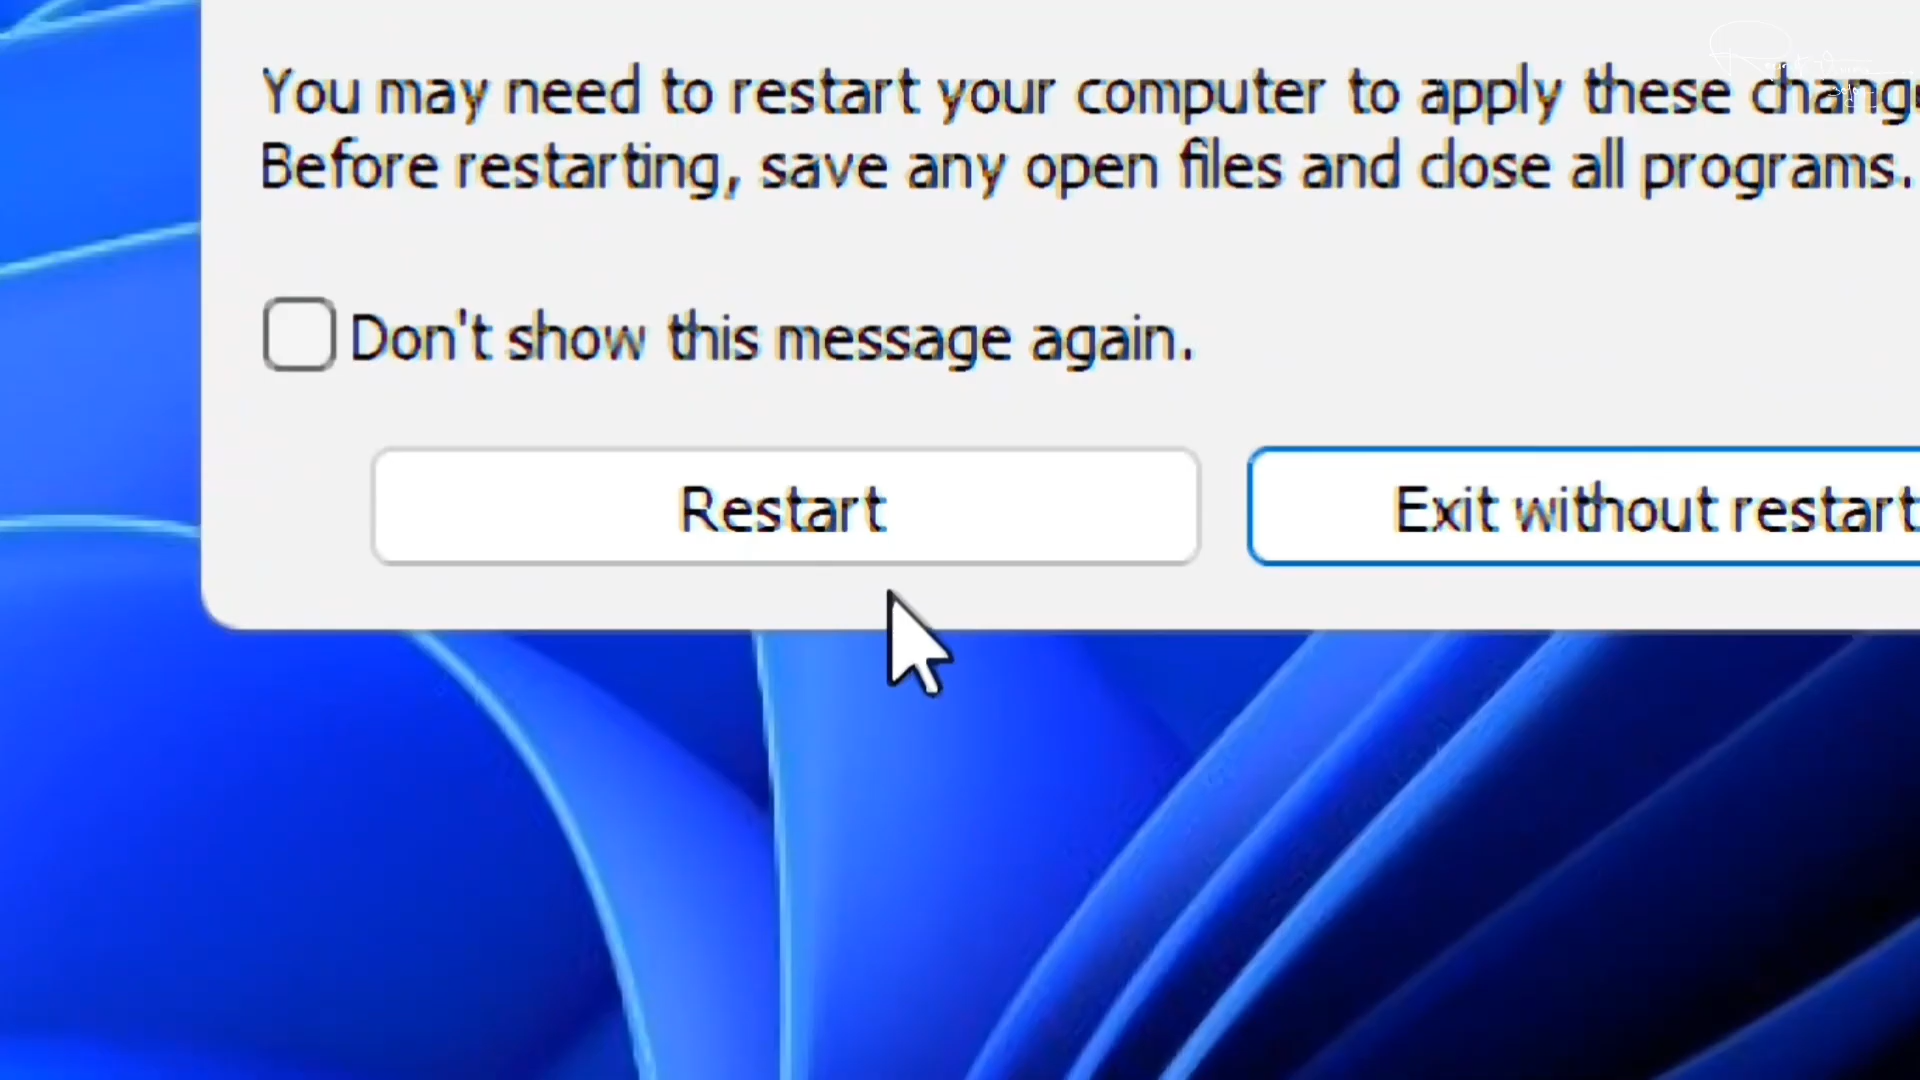 You may need to restart your computer to apply these
Before restarting, save any open files and close all programs.
Don't show this message again.
Restart
Exit without restart